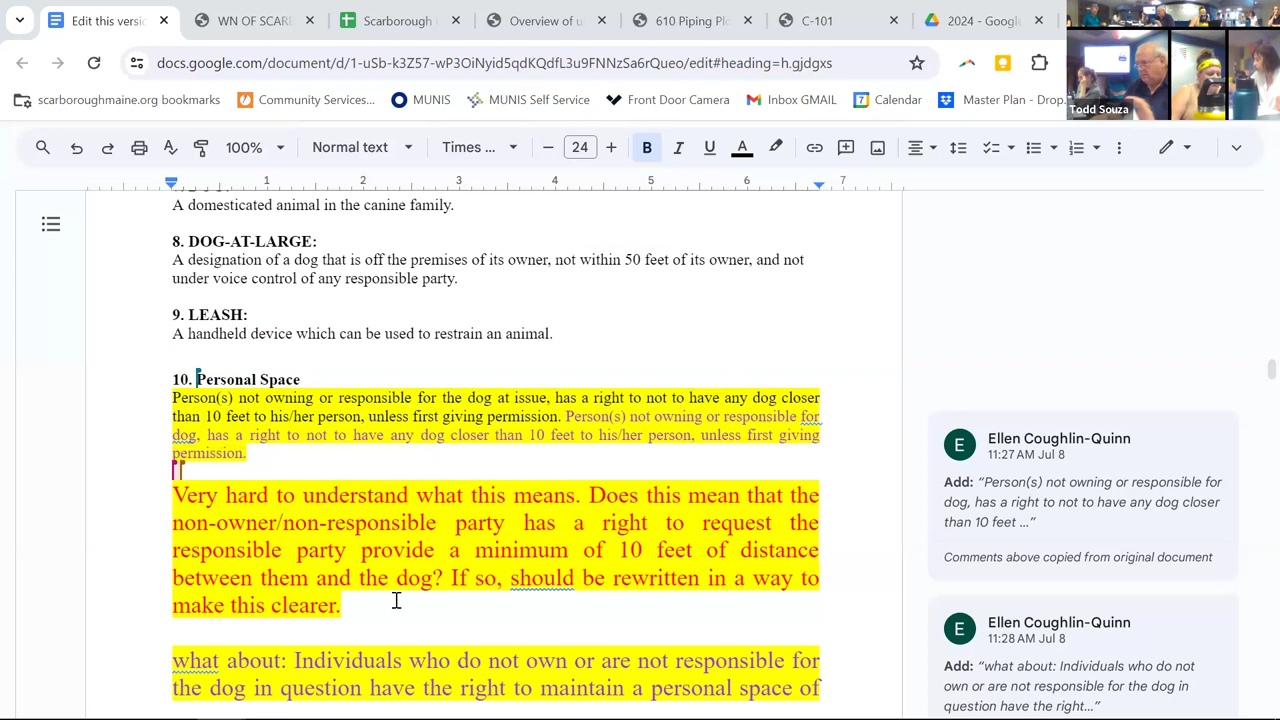 Edit this versi
WN OF SCAR
Scarborough
Overview of
610 Piping Pl
C-101
2024 - Google
docs.google.com/document/d/1-uSb-k3Z57-wP3OiNyid5qdKQdfL3u9FNNzSa6rQueo/edit#heading=h.gjdgxs
scarboroughmaine.org bookmarks
Community Services...
MUNIS
MUNIS Self Service
Front Door Camera
Inbox GMAIL
Calendar
Master Plan - Drop
Todd Souza
100%
Normal text
Times ...
24
B I U A
1 2 3 4 5 6 7
A domesticated animal in the canine family.
8. DOG-AT-LARGE:
A designation of a dog that is off the premises of its owner, not within 50 feet of its owner, and not
under voice control of any responsible party.
9. LEASH:
A handheld device which can be used to restrain an animal.
10. Personal Space
Person(s) not owning or responsible for the dog at issue, has a right to not to have any dog closer
than 10 feet to his/her person, unless first giving permission. Person(s) not owning or responsible for
dog, has a right to not to have any dog closer than 10 feet to his/her person, unless first giving
permission.
Very hard to understand what this means. Does this mean that the
non-owner/non-responsible party has a right to request the
responsible party provide a minimum of 10 feet of distance
between them and the dog? If so, should be rewritten in a way to
make this clearer.
what about: Individuals who do not own or are not responsible for
the dog in question have the right to maintain a personal space of
E
Ellen Coughlin-Quinn
11:27 AM Jul 8
Add: “Person(s) not owning or responsible for
dog, has a right to not to have any dog closer
than 10 feet ...”
Comments above copied from original document
E
Ellen Coughlin-Quinn
11:28 AM Jul 8
Add: “what about: Individuals who do not
own or are not responsible for the dog in
question have the right...”